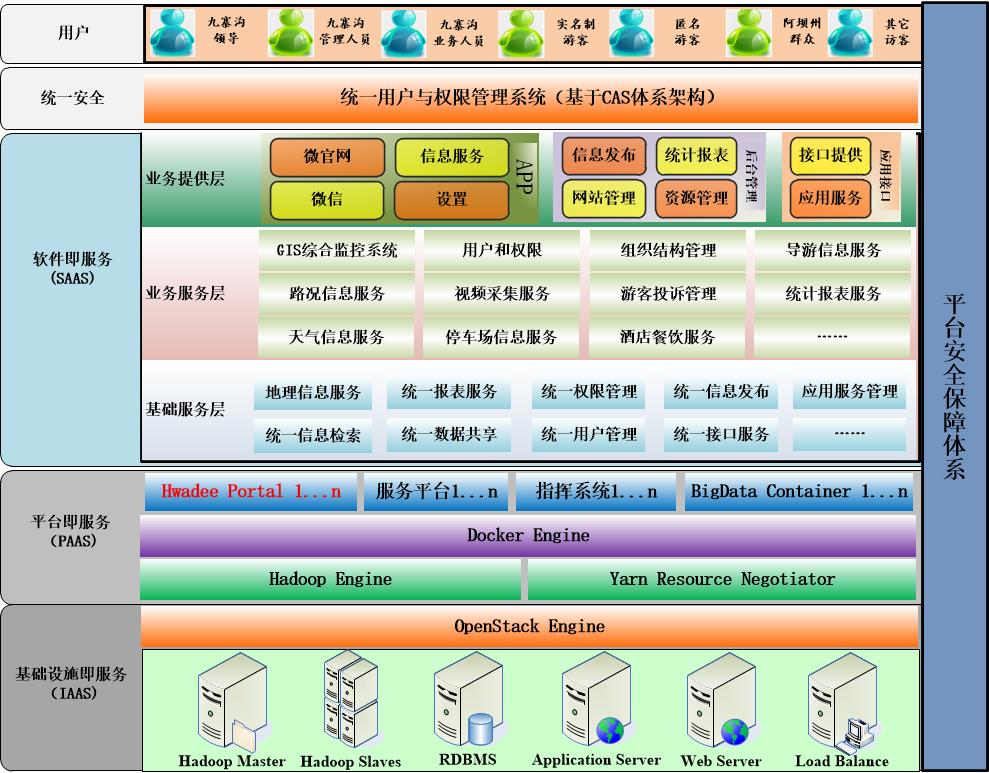 用户
九寨沟
领导
九寨沟
管理人员
九寨沟
业务人员
实名制
游客
匿名
游客
阿坝州
群众
其它
访客
统一安全
统一用户与权限管理系统（基于CAS体系架构）
软件即服务
(SAAS)
业务提供层
微官网
信息服务
微信
设置
APP
信息发布
统计报表
网站管理
资源管理
后台管理
接口提供
应用服务
应用接口
业务服务层
GIS综合监控系统
用户和权限
组织结构管理
导游信息服务
路况信息服务
视频采集服务
游客投诉管理
统计报表服务
天气信息服务
停车场信息服务
酒店餐饮服务
......
基础服务层
地理信息服务
统一报表服务
统一权限管理
统一信息发布
应用服务管理
统一信息检索
统一数据共享
统一用户管理
统一接口服务
......
平台即服务
(PAAS)
Hwadee Portal 1...n
服务平台1...n
指挥系统1...n
BigData Container 1...n
Docker Engine
Hadoop Engine
Yarn Resource Negotiator
基础设施即服务
(IAAS)
OpenStack Engine
Hadoop Master
Hadoop Slaves
RDBMS
Application Server
Web Server
Load Balance
平台安全保障体系